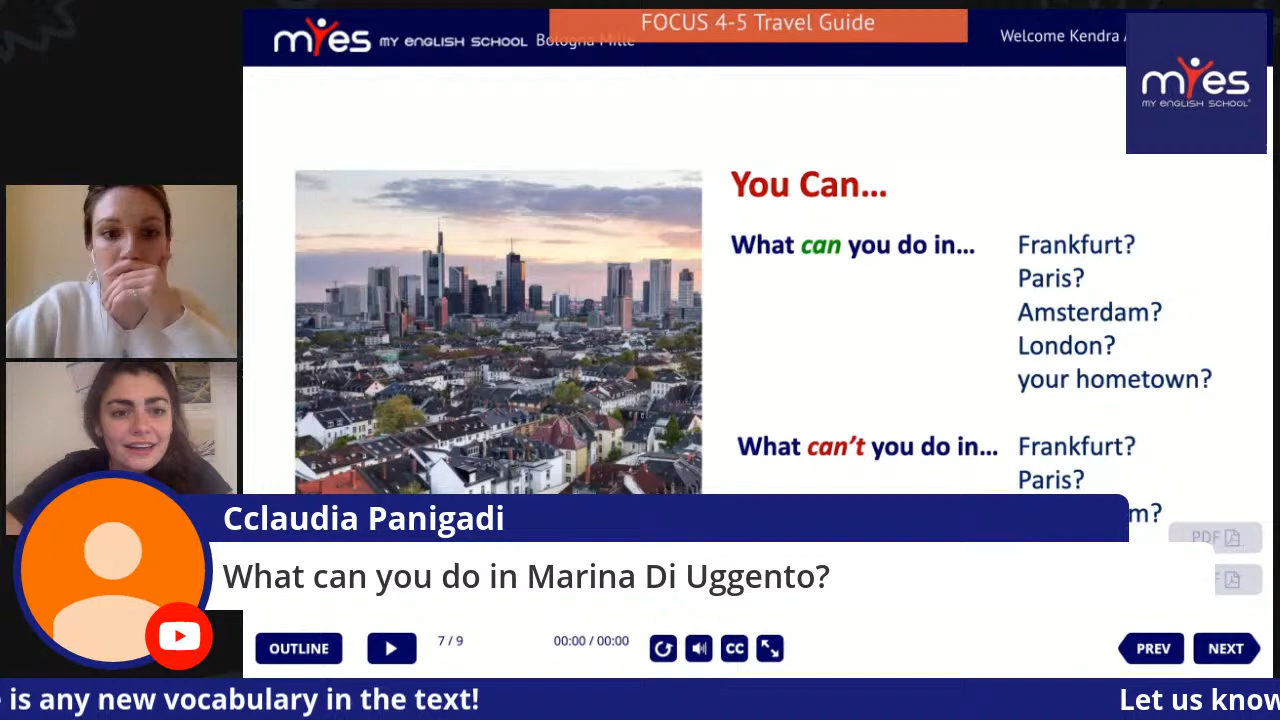 FOCUS 4-5 Travel Guide
myes MY ENGLISH SCHOOL Bologna Mille
Welcome Kendra
myes
MY ENGLISH SCHOOL
You Can...
What can you do in... Frankfurt?
Paris?
Amsterdam?
London?
your hometown?
What can't you do in... Frankfurt?
Paris?
m?
PDF
F
Cclaudia Panigadi
What can you do in Marina Di Uggento?
OUTLINE
7 / 9
00:00 / 00:00
CC
PREV
NEXT
is any new vocabulary in the text!
Let us know